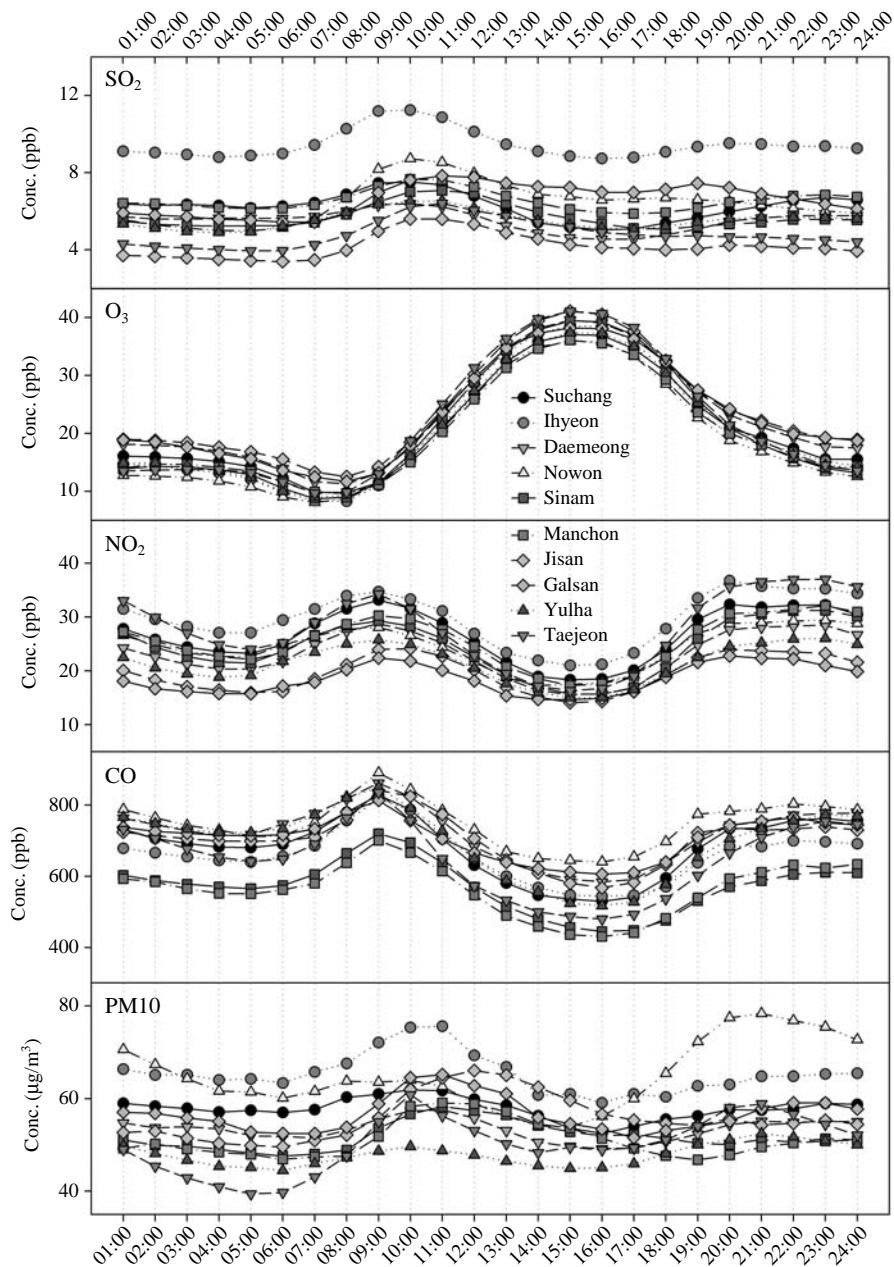 01:00 02:00 03:00 04:00 05:00 06:00 07:00 08:00 09:00 10:00 11:00 12:00 13:00 14:00 15:00 16:00 17:00 18:00 19:00 20:00 21:00 22:00 23:00 24:00
SO₂
12
8
4
Conc. (ppb)
O₃
40
30
20
10
Conc. (ppb)
Suchang
Ihyeon
Daemeong
Nowon
Sinam
Manchon
Jisan
Galsan
Yulha
Taejeon
NO₂
40
30
20
10
Conc. (ppb)
CO
800
600
400
Conc. (ppb)
PM10
80
60
40
Conc. (μg/m³)
01:00 02:00 03:00 04:00 05:00 06:00 07:00 08:00 09:00 10:00 11:00 12:00 13:00 14:00 15:00 16:00 17:00 18:00 19:00 20:00 21:00 22:00 23:00 24:00